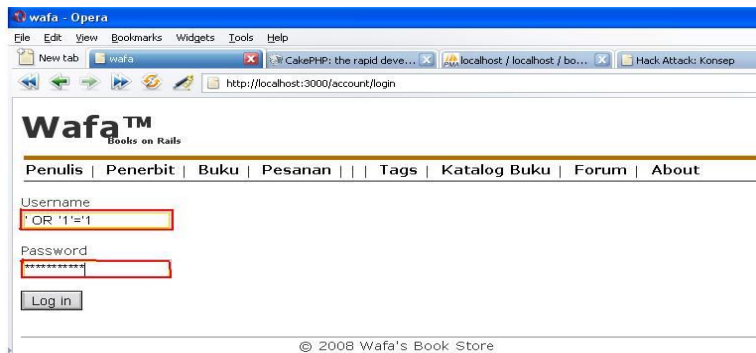 wafa - Opera
File Edit View Bookmarks Widgets Tools Help
New tab wafa CakePHP: the rapid deve... localhost / localhost / bo... Hack Attack: Konsep
http://localhost:3000/account/login
Wafa™
Books on Rails
Penulis | Penerbit | Buku | Pesanan | | | Tags | Katalog Buku | Forum | About
Username
' OR '1'='1
Password
***********
Log in
© 2008 Wafa's Book Store